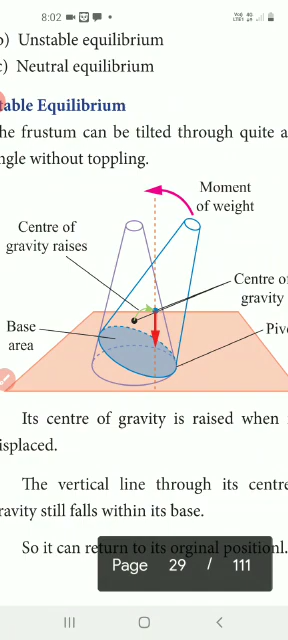 8:02
b) Unstable equilibrium
c) Neutral equilibrium
table Equilibrium
he frustum can be tilted through quite a
ngle without toppling.
Moment
of weight
Centre of
gravity raises
Centre of
gravity
Base
area
Pivo
Its centre of gravity is raised when i
isplaced.
The vertical line through its centre
ravity still falls within its base.
So it can return to its orginal positionl.
Page 29 / 111